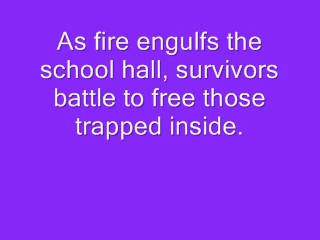 As fire engulfs the
school hall, survivors
battle to free those
trapped inside.